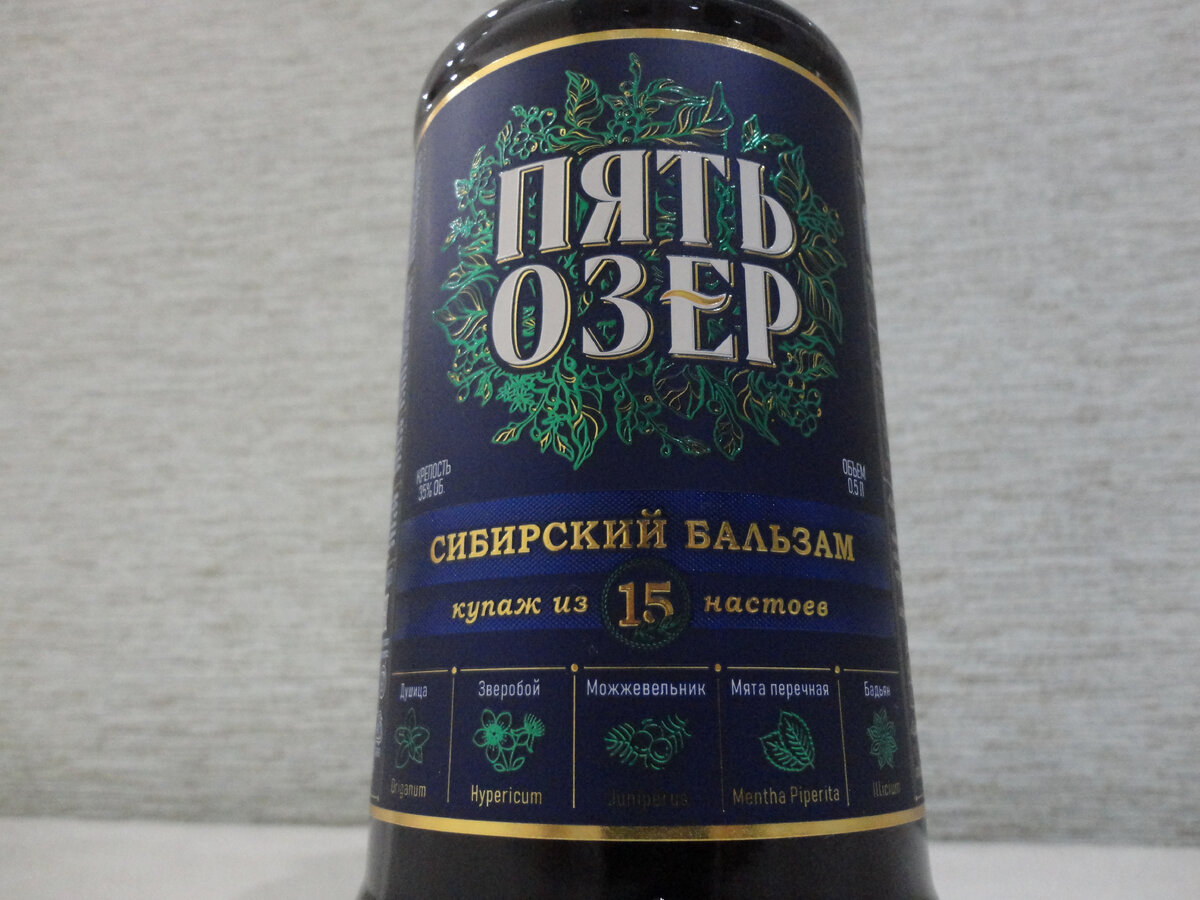 ПЯТЬ
ОЗЕР
КРЕПОСТЬ
35% ОБ.
ОБЪЕМ
0.5 Л
СИБИРСКИЙ БАЛЬЗАМ
купаж из 15 настоев
Душица
Зверобой
Можжевельник
Мята перечная
Бадьян
Origanum
Hypericum
Juniperus
Mentha Piperita
Illicium